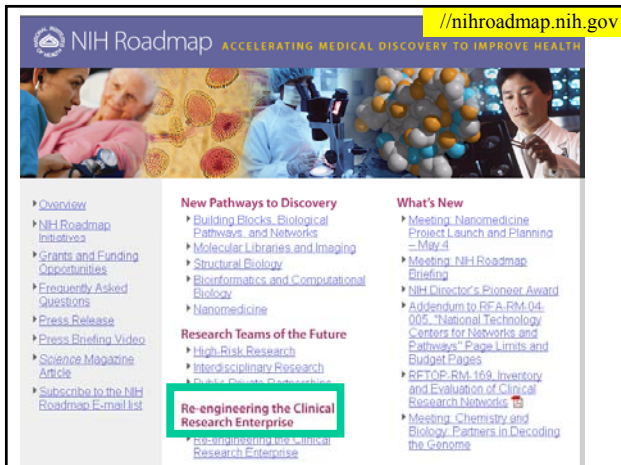 //nihroadmap.nih.gov
NIH Roadmap ACCELERATING MEDICAL DISCOVERY TO IMPROVE HEALTH
Overview
NIH Roadmap
Initiatives
Grants and Funding
Opportunities
Frequently Asked
Questions
Press Release
Press Briefing Video
Science Magazine
Article
Subscribe to the NIH
Roadmap E-mail list
New Pathways to Discovery
Building Blocks, Biological
Pathways, and Networks
Molecular Libraries and Imaging
Structural Biology
Bioinformatics and Computational
Biology
Nanomedicine
Research Teams of the Future
High-Risk Research
Interdisciplinary Research
Public-Private Partnerships
Re-engineering the Clinical
Research Enterprise
Re-engineering the Clinical
Research Enterprise
What's New
Meeting: Nanomedicine
Project Launch and Planning
– May 4
Meeting: NIH Roadmap
Briefing
NIH Director's Pioneer Award
Addendum to RFA-RM-04-
005, "National Technology
Centers for Networks and
Pathways" Page Limits and
Budget Pages
RFTOP-RM-169, Inventory
and Evaluation of Clinical
Research Networks
Meeting: Chemistry and
Biology: Partners in Decoding
the Genome